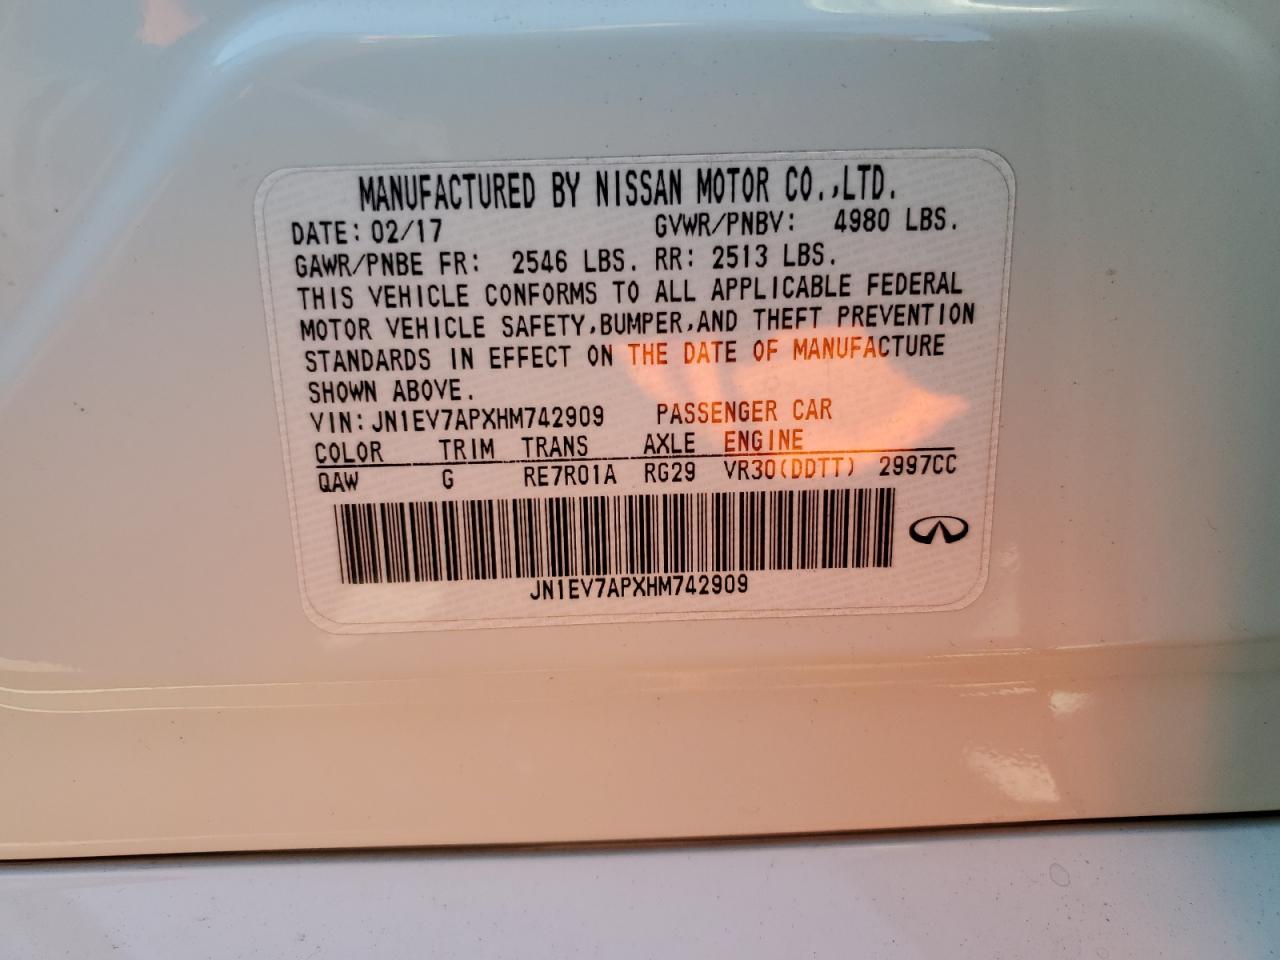 MANUFACTURED BY NISSAN MOTOR CO.,LTD.
DATE: 02/17 GVWR/PNBV: 4980 LBS.
GAWR/PNBE FR: 2546 LBS. RR: 2513 LBS.
THIS VEHICLE CONFORMS TO ALL APPLICABLE FEDERAL
MOTOR VEHICLE SAFETY,BUMPER,AND THEFT PREVENTION
STANDARDS IN EFFECT ON THE DATE OF MANUFACTURE
SHOWN ABOVE.
VIN:JN1EV7APXHM742909 PASSENGER CAR
COLOR TRIM TRANS AXLE ENGINE
QAW G RE7R01A RG29 VR30(DDTT) 2997CC
JN1EV7APXHM742909